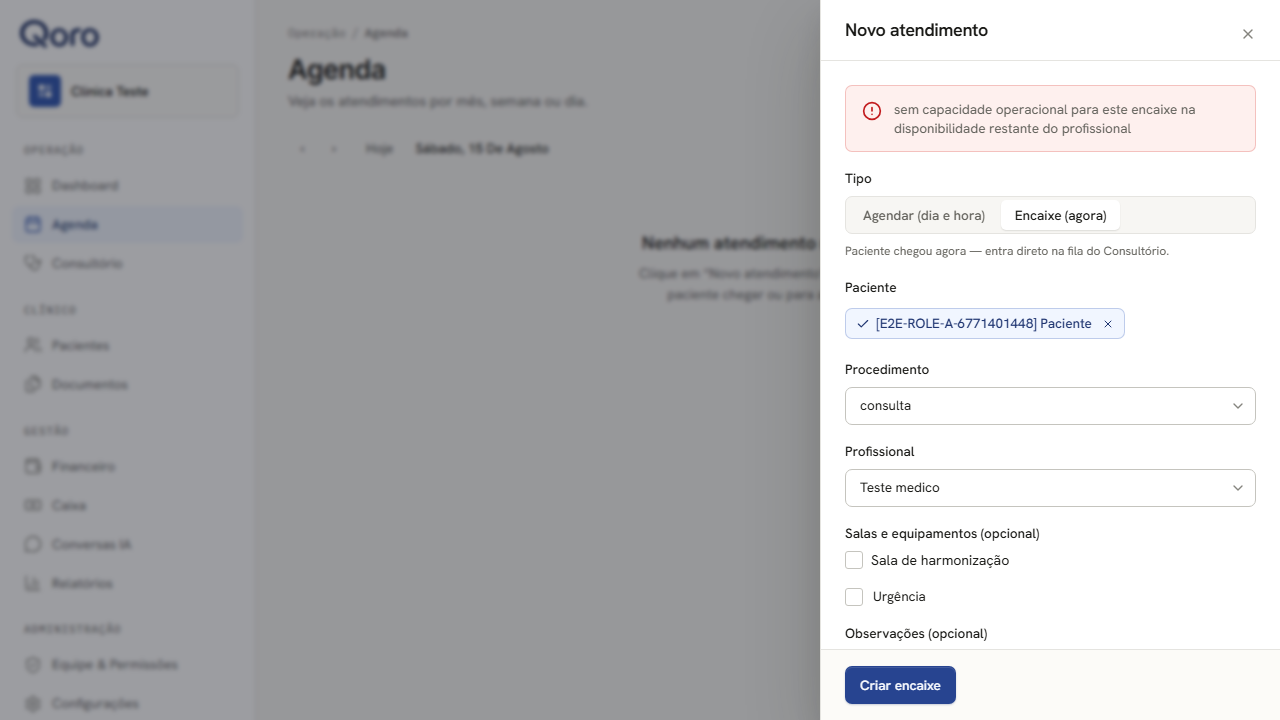 Qoro
Clínica Teste
OPERAÇÃO
Dashboard
Agenda
Consultório
CLÍNICO
Pacientes
Documentos
GESTÃO
Financeiro
Caixa
Conversas IA
Relatórios
ADMINISTRAÇÃO
Equipe & Permissões
Configurações
Operação / Agenda
Agenda
Veja os atendimentos por mês, semana ou dia.
Hoje
Sábado, 15 De Agosto
Nenhum atendimento
Clique em "Novo atendimento"
paciente chegar ou para
Novo atendimento
sem capacidade operacional para este encaixe na
disponibilidade restante do profissional
Tipo
Agendar (dia e hora)
Encaixe (agora)
Paciente chegou agora — entra direto na fila do Consultório.
Paciente
[E2E-ROLE-A-6771401448] Paciente
Procedimento
consulta
Profissional
Teste medico
Salas e equipamentos (opcional)
Sala de harmonização
Urgência
Observações (opcional)
Criar encaixe